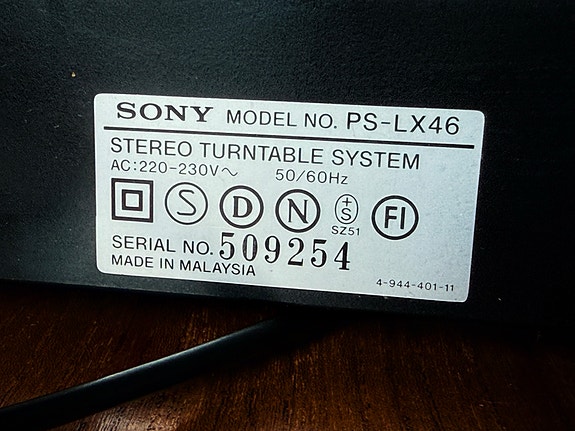 SONY MODEL NO. PS-LX46
STEREO TURNTABLE SYSTEM
AC:220-230V～ 50/60Hz
S D N +S FI
SZ51
SERIAL NO. 509254
MADE IN MALAYSIA
4-944-401-11